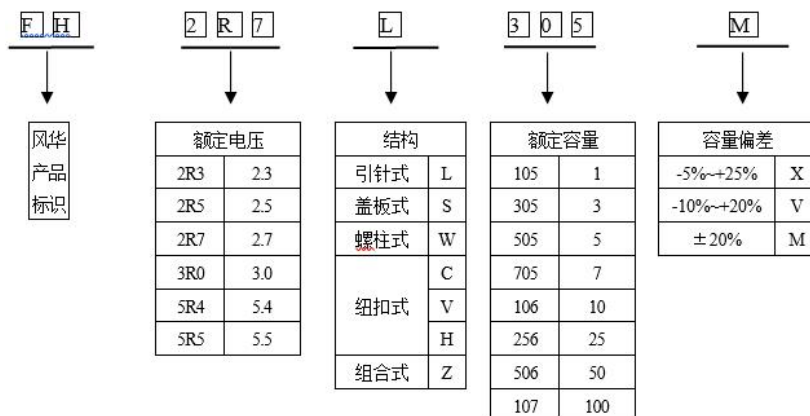 F H 2 R 7 L 3 0 5 M
风华
产品
标识
额定电压
2R3 2.3
2R5 2.5
2R7 2.7
3R0 3.0
5R4 5.4
5R5 5.5
结构
引针式 L
盖板式 S
螺柱式 W
纽扣式 C
V
H
组合式 Z
额定容量
105 1
305 3
505 5
705 7
106 10
256 25
506 50
107 100
容量偏差
-5%~+25% X
-10%~+20% V
±20% M